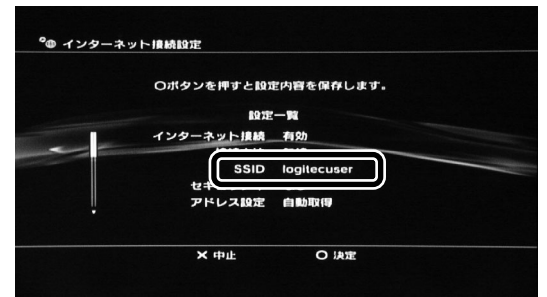 インターネット接続設定
○ボタンを押すと設定内容を保存します。
設定一覧
インターネット接続 有効
SSID logitecuser
アドレス設定 自動取得
× 中止 ○ 決定